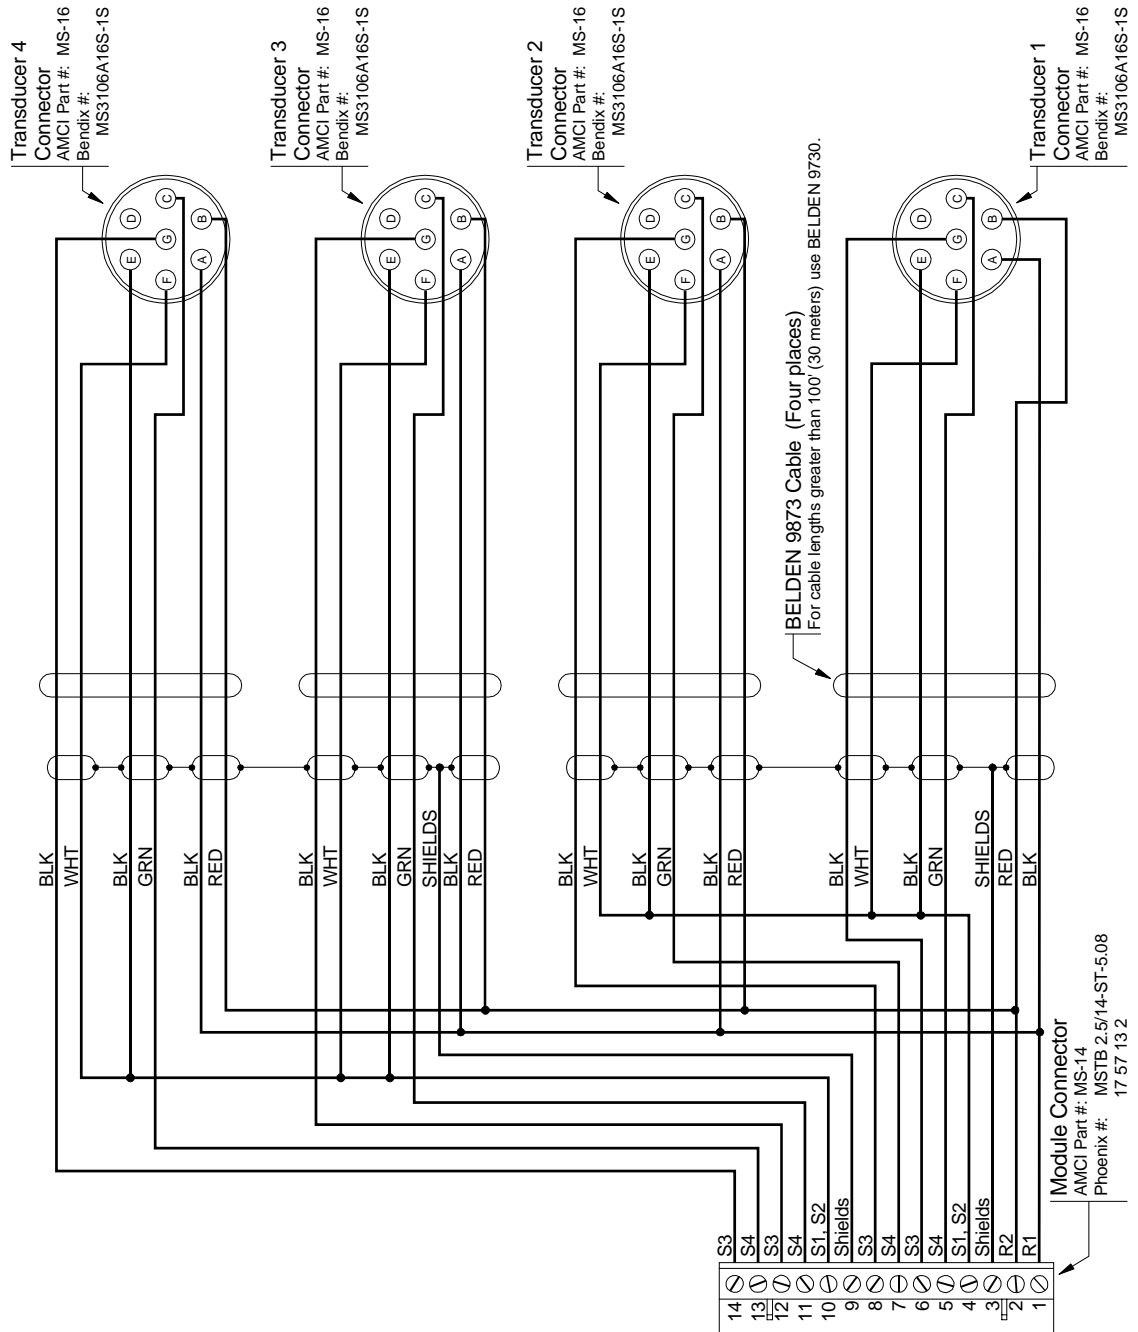 Transducer 4
Connector
AMCI Part #: MS-16
Bendix #:
MS3106A16S-1S
Transducer 3
Connector
AMCI Part #: MS-16
Bendix #:
MS3106A16S-1S
Transducer 2
Connector
AMCI Part #: MS-16
Bendix #:
MS3106A16S-1S
Transducer 1
Connector
AMCI Part #: MS-16
Bendix #:
MS3106A16S-1S
D
E
C
G
F
B
A
D
E
C
G
F
B
A
D
E
C
G
F
B
A
D
E
C
G
F
B
A
BELDEN 9873 Cable (Four places)
For cable lengths greater than 100' (30 meters) use BELDEN 9730.
BLK
WHT
BLK
GRN
BLK
RED
BLK
WHT
BLK
GRN
SHIELDS
BLK
RED
BLK
WHT
BLK
GRN
BLK
RED
BLK
WHT
BLK
GRN
SHIELDS
RED
BLK
14 S3
13 S4
12 S3
11 S4
10 S1, S2
9 Shields
8 S3
7 S4
6 S3
5 S4
4 S1, S2
3 Shields
2 R2
1 R1
Module Connector
AMCI Part #: MS-14
Phoenix #: MSTB 2.5/14-ST-5.08
17 57 13 2